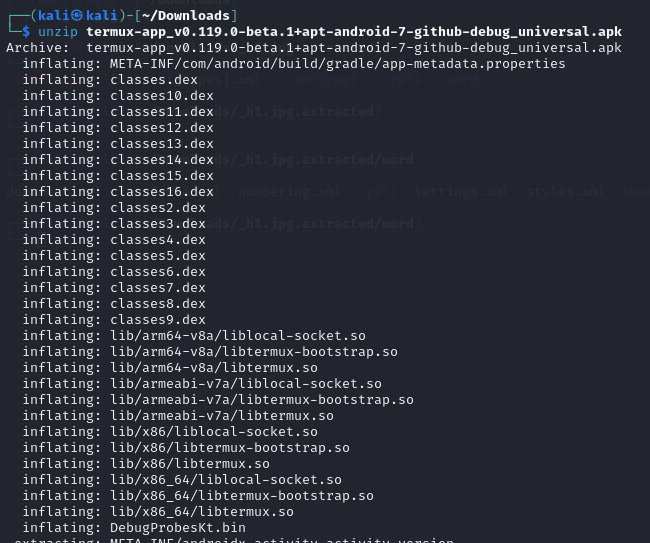 ┌──(kali㉿kali)-[~/Downloads]
└─$ unzip termux-app_v0.119.0-beta.1+apt-android-7-github-debug_universal.apk
Archive:  termux-app_v0.119.0-beta.1+apt-android-7-github-debug_universal.apk
  inflating: META-INF/com/android/build/gradle/app-metadata.properties
  inflating: classes.dex
  inflating: classes10.dex
  inflating: classes11.dex
  inflating: classes12.dex
  inflating: classes13.dex
  inflating: classes14.dex
  inflating: classes15.dex
  inflating: classes16.dex
  inflating: classes2.dex
  inflating: classes3.dex
  inflating: classes4.dex
  inflating: classes5.dex
  inflating: classes6.dex
  inflating: classes7.dex
  inflating: classes8.dex
  inflating: classes9.dex
  inflating: lib/arm64-v8a/liblocal-socket.so
  inflating: lib/arm64-v8a/libtermux-bootstrap.so
  inflating: lib/arm64-v8a/libtermux.so
  inflating: lib/armeabi-v7a/liblocal-socket.so
  inflating: lib/armeabi-v7a/libtermux-bootstrap.so
  inflating: lib/armeabi-v7a/libtermux.so
  inflating: lib/x86/liblocal-socket.so
  inflating: lib/x86/libtermux-bootstrap.so
  inflating: lib/x86/libtermux.so
  inflating: lib/x86_64/liblocal-socket.so
  inflating: lib/x86_64/libtermux-bootstrap.so
  inflating: lib/x86_64/libtermux.so
  inflating: DebugProbesKt.bin
 extracting: META-INF/androidx.activity_activity.version